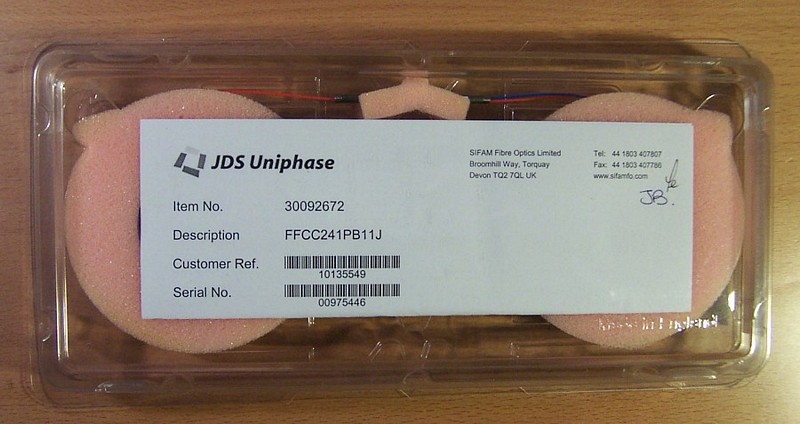 JDS Uniphase
SIFAM Fibre Optics Limited
Broomhill Way, Torquay
Devon TQ2 7QL UK
Tel: 44 1803 407807
Fax: 44 1803 407786
www.sifamfo.com
JB.
Item No. 30092672
Description FFCC241PB11J
Customer Ref.
10135549
Serial No.
00975446
Made in England